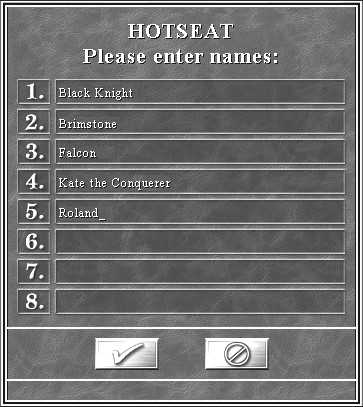 HOTSEAT
Please enter names:
1. Black Knight
2. Brimstone
3. Falcon
4. Kate the Conquerer
5. Roland_
6.
7.
8.